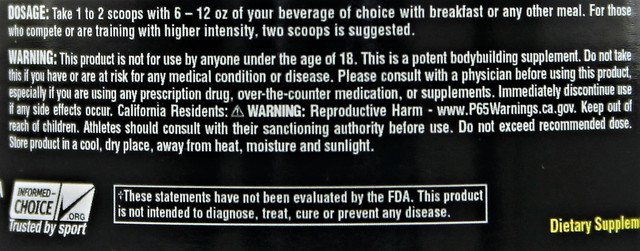 DOSAGE: Take 1 to 2 scoops with 6 – 12 oz of your beverage of choice with breakfast or any other meal. For those
who compete or are training with higher intensity, two scoops is suggested.
WARNING: This product is not for use by anyone under the age of 18. This is a potent bodybuilding supplement. Do not take
this if you have or are at risk for any medical condition or disease. Please consult with a physician before using this product,
especially if you are using any prescription drug, over-the-counter medication, or supplements. Immediately discontinue use
if any side effects occur. California Residents: ⚠ WARNING: Reproductive Harm - www.P65Warnings.ca.gov. Keep out of
reach of children. Athletes should consult with their sanctioning authority before use. Do not exceed recommended dose.
Store product in a cool, dry place, away from heat, moisture and sunlight.
INFORMED-
CHOICE
.ORG
Trusted by sport
†These statements have not been evaluated by the FDA. This product
is not intended to diagnose, treat, cure or prevent any disease.
Dietary Supplem